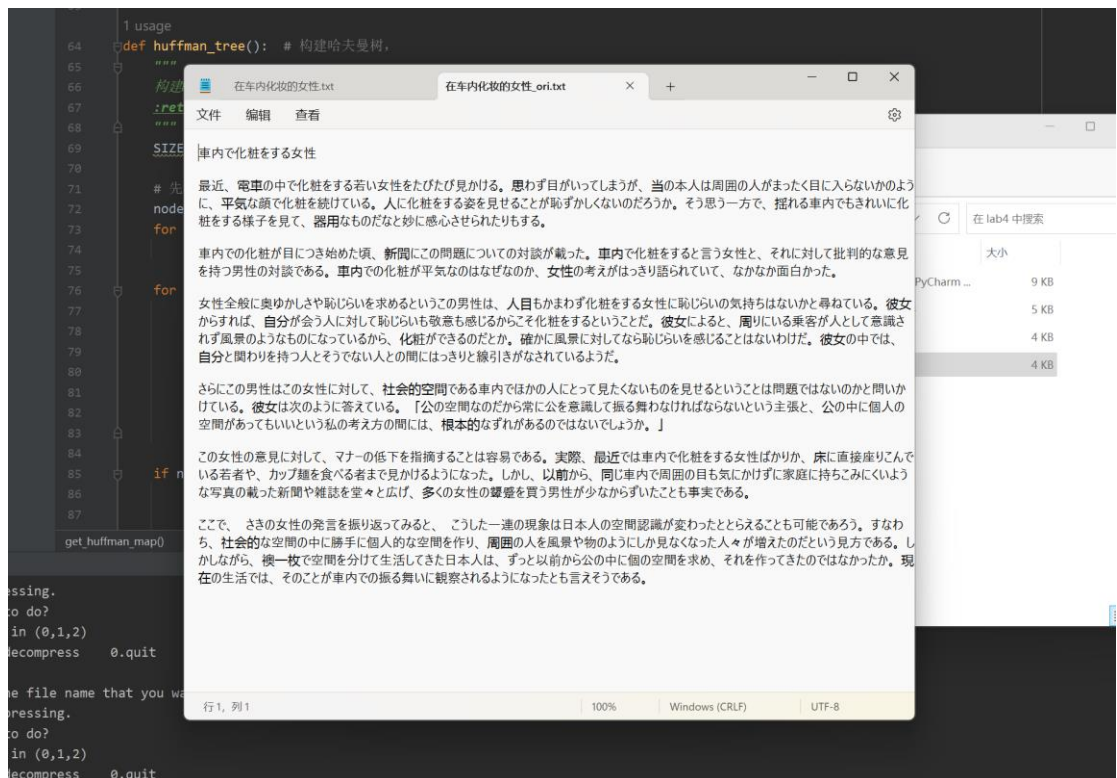 1 usage
64 def huffman_tree(): # 构建哈夫曼树,
65 """
66 构建
67 :ret
68 """
69 SIZE
70
71 # 先
72 node
73 for
74
75
76 for
77
78
79
80
81
82
83
84
85 if n
86
87
get_huffman_map()
在车内化妆的女性.txt 在车内化妆的女性_ori.txt × +
文件 编辑 查看
車内で化粧をする女性
最近、電車の中で化粧をする若い女性をたびたび見かける。思わず目がいってしまうが、当の本人は周囲の人がまったく目に入らないかのよう
に、平気な顔で化粧を続けている。人に化粧をする姿を見せることが恥ずかしくないのだろうか。そう思う一方で、揺れる車内でもきれいに化
粧をする様子を見て、器用なものだなと妙に感心させられたりもする。
車内での化粧が目につき始めた頃、新聞にこの問題についての対談が載った。車内で化粧をすると言う女性と、それに対して批判的な意見
を持つ男性の対談である。車内での化粧が平気なのはなぜなのか、女性の考えがはっきり語られていて、なかなか面白かった。
女性全般に奥ゆかしさや恥じらいを求めるというこの男性は、人目もかまわず化粧をする女性に恥じらいの気持ちはないかと尋ねている。彼女
からすれば、自分が会う人に対して恥じらいも敬意も感じるからこそ化粧をするということだ。彼女によると、周りにいる乗客が人として意識さ
れず風景のようなものになっているから、化粧ができるのだとか。確かに風景に対してなら恥じらいを感じることはないわけだ。彼女の中では、
自分と関わりを持つ人とそうでない人との間にはっきりと線引きがなされているようだ。
さらにこの男性はこの女性に対して、社会的空間である車内でほかの人にとって見たくないものを見せるということは問題ではないのかと問いか
けている。彼女は次のように答えている。「公の空間なのだから常に公を意識して振る舞わなければならないという主張と、公の中に個人の
空間があってもいいという私の考え方の間には、根本的なずれがあるのではないでしょうか。」
この女性の意見に対して、マナーの低下を指摘することは容易である。実際、最近では車内で化粧をする女性ばかりか、床に直接座りこんで
いる若者や、カップ麺を食べる者まで見かけるようになった。しかし、以前から、同じ車内で周囲の目も気にかけずに家庭に持ちこみにくいよう
な写真の載った新聞や雑誌を堂々と広げ、多くの女性の顰蹙を買う男性が少なからずいたことも事実である。
ここで、 さきの女性の発言を振り返ってみると、 こうした一連の現象は日本人の空間認識が変わったととらえることも可能であろう。すなわ
ち、社会的な空間の中に勝手に個人的な空間を作り、周囲の人を風景や物のようにしか見なくなった人々が増えたのだという見方である。し
かしながら、襖一枚で空間を分けて生活してきた日本人は、ずっと以前から公の中に個の空間を求め、それを作ってきたのではなかったか。現
在の生活では、そのことが車内での振る舞いに観察されるようになったとも言えそうである。
行 1, 列 1 100% Windows (CRLF) UTF-8
在 lab4 中搜索
大小
PyCharm ... 9 KB
5 KB
4 KB
4 KB
essing.
to do?
in (0,1,2)
decompress 0.quit
he file name that you wa
pressing.
to do?
in (0,1,2)
decompress 0.quit